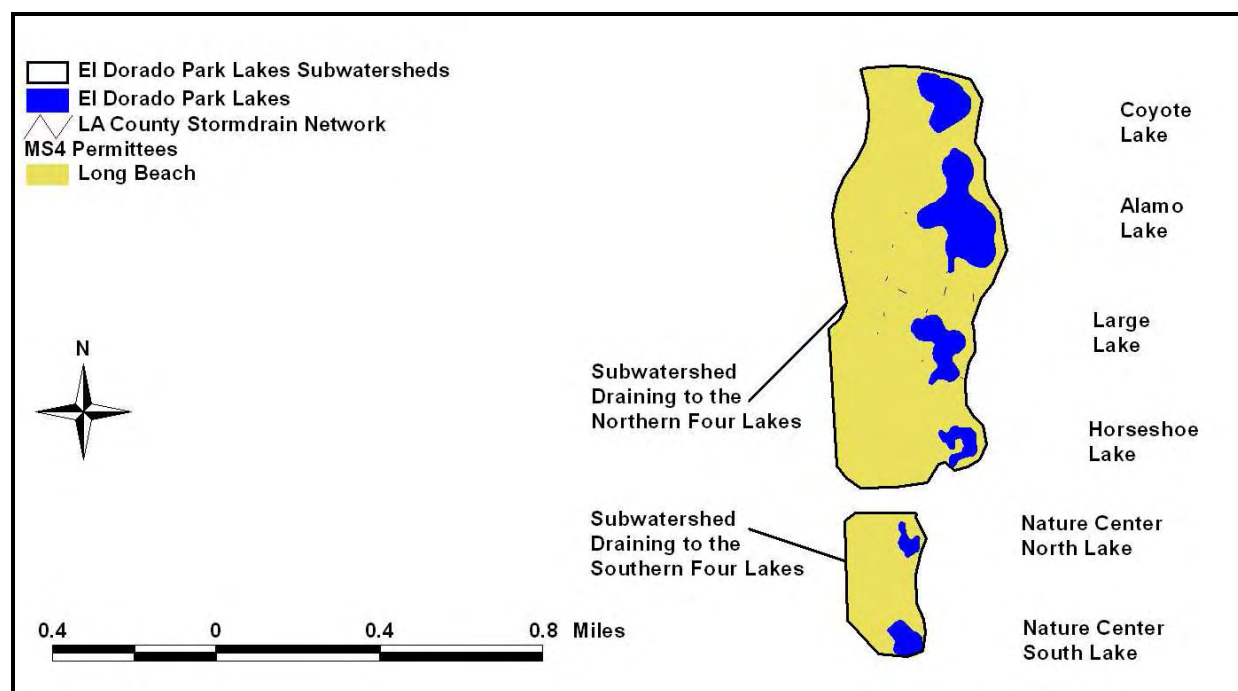 El Dorado Park Lakes Subwatersheds
El Dorado Park Lakes
LA County Stormdrain Network
MS4 Permittees
Long Beach
N
Coyote
Lake
Alamo
Lake
Large
Lake
Subwatershed
Draining to the
Northern Four Lakes
Horseshoe
Lake
Subwatershed
Draining to the
Southern Four Lakes
Nature Center
North Lake
Nature Center
South Lake
0.4 0 0.4 0.8 Miles